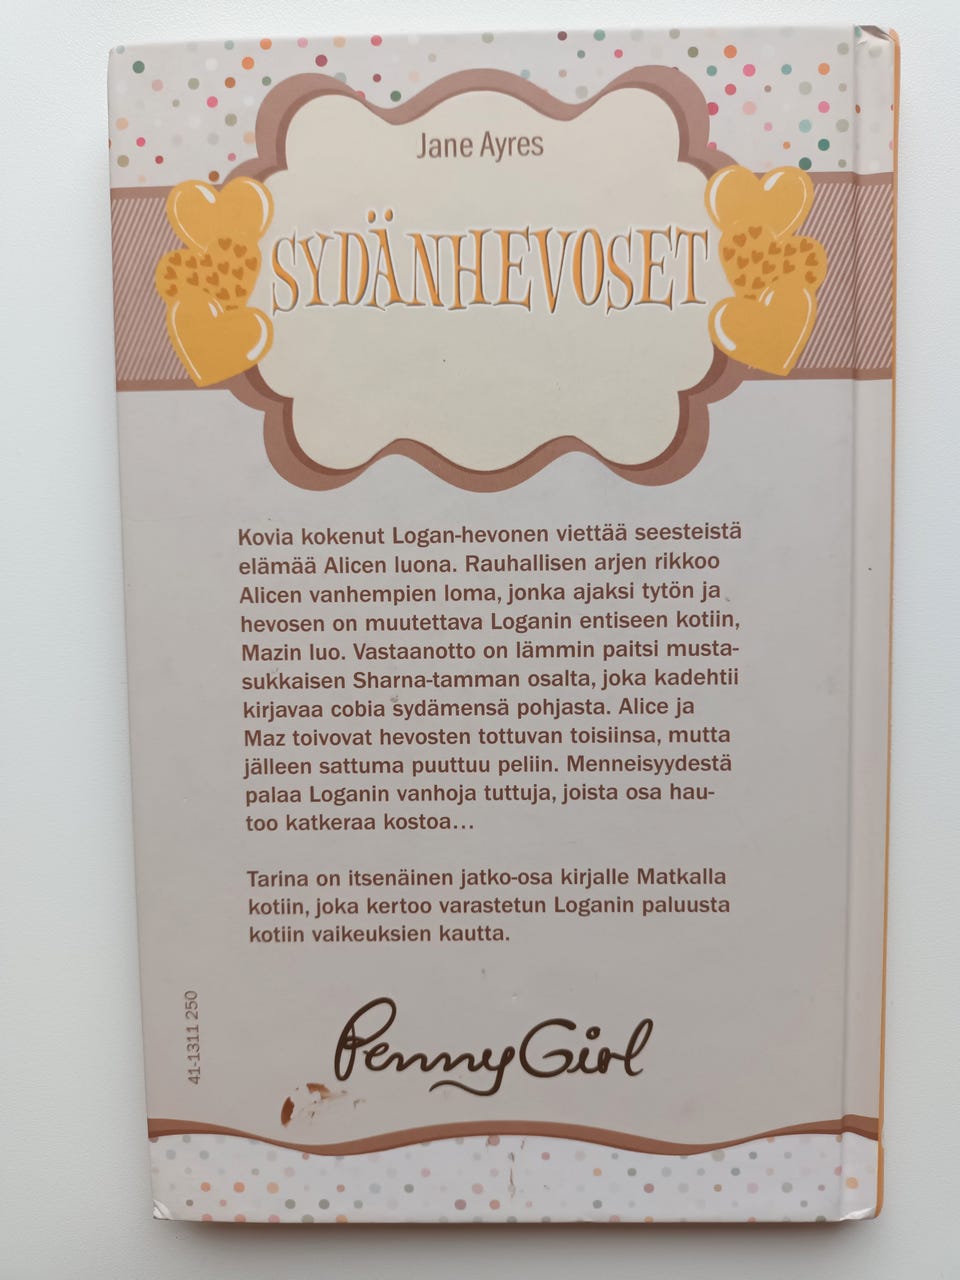 Jane Ayres
SYDÄNHEVOSET
Kovia kokenut Logan-hevonen viettää seesteistä
elämää Alicen luona. Rauhallisen arjen rikkoo
Alicen vanhempien loma, jonka ajaksi tytön ja
hevosen on muutettava Loganin entiseen kotiin,
Mazin luo. Vastaanotto on lämmin paitsi musta-
sukkaisen Sharna-tamman osalta, joka kadehtii
kirjavaa cobia sydämensä pohjasta. Alice ja
Maz toivovat hevosten tottuvan toisiinsa, mutta
jälleen sattuma puuttuu peliin. Menneisyydestä
palaa Loganin vanhoja tuttuja, joista osa hau-
too katkeraa kostoa...
Tarina on itsenäinen jatko-osa kirjalle Matkalla
kotiin, joka kertoo varastetun Loganin paluusta
kotiin vaikeuksien kautta.
41-1311 250
PennyGirl